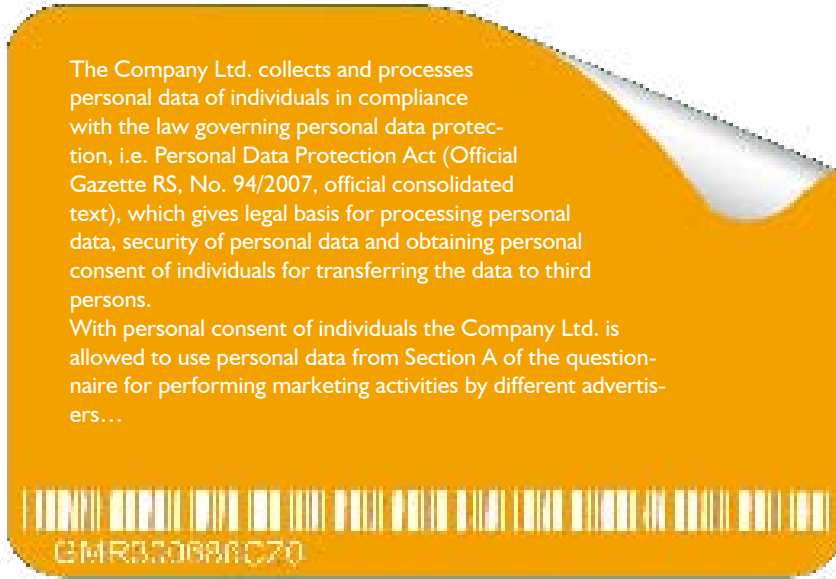 The Company Ltd. collects and processes
personal data of individuals in compliance
with the law governing personal data protec-
tion, i.e. Personal Data Protection Act (Official
Gazette RS, No. 94/2007, official consolidated
text), which gives legal basis for processing personal
data, security of personal data and obtaining personal
consent of individuals for transferring the data to third
persons.
With personal consent of individuals the Company Ltd. is
allowed to use personal data from Section A of the question-
naire for performing marketing activities by different advertis-
ers…